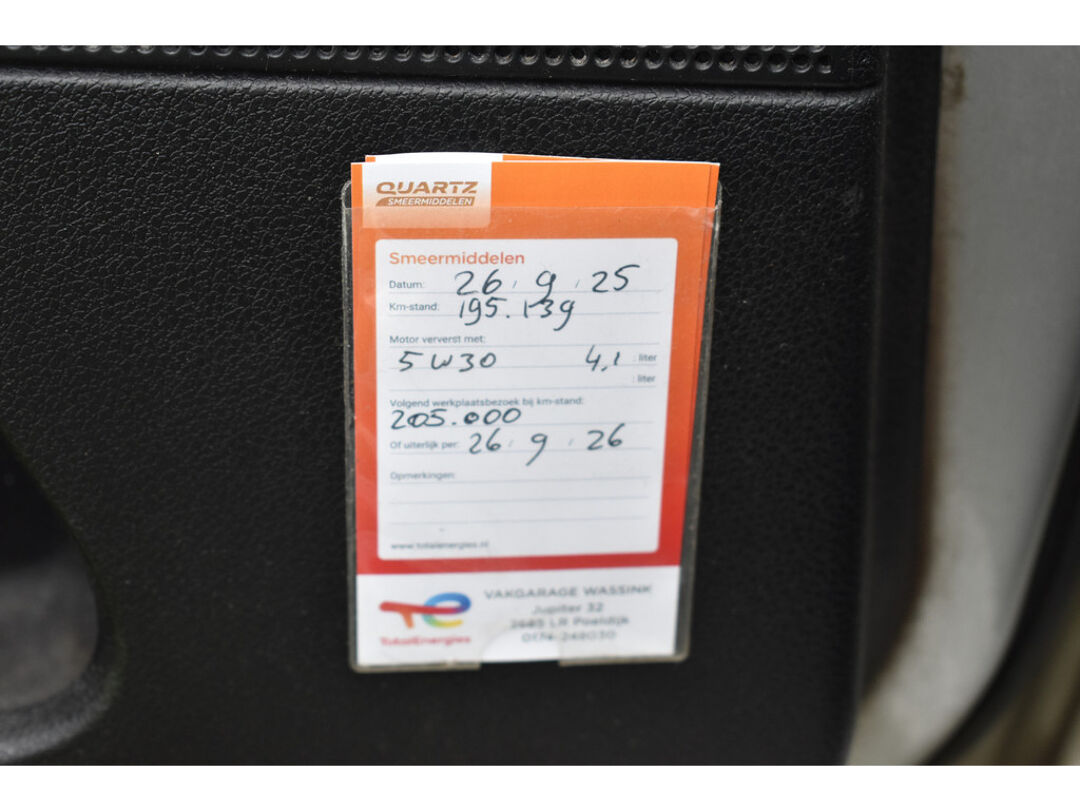 QUARTZ
SMEERMIDDELEN
Smeermiddelen
Datum: 26 / 9 / 25
Km-stand: 195.139
Motor ververst met:
5W30 4,1 : liter
: liter
Volgend werkplaatsbezoek bij km-stand:
205.000
Of uiterlijk per: 26 / 9 / 26
Opmerkingen:
www.totalenergies.nl
TotalEnergies
VAKGARAGE WASSINK
Jupiter 32
2685 LR Poeldijk
0174-248030